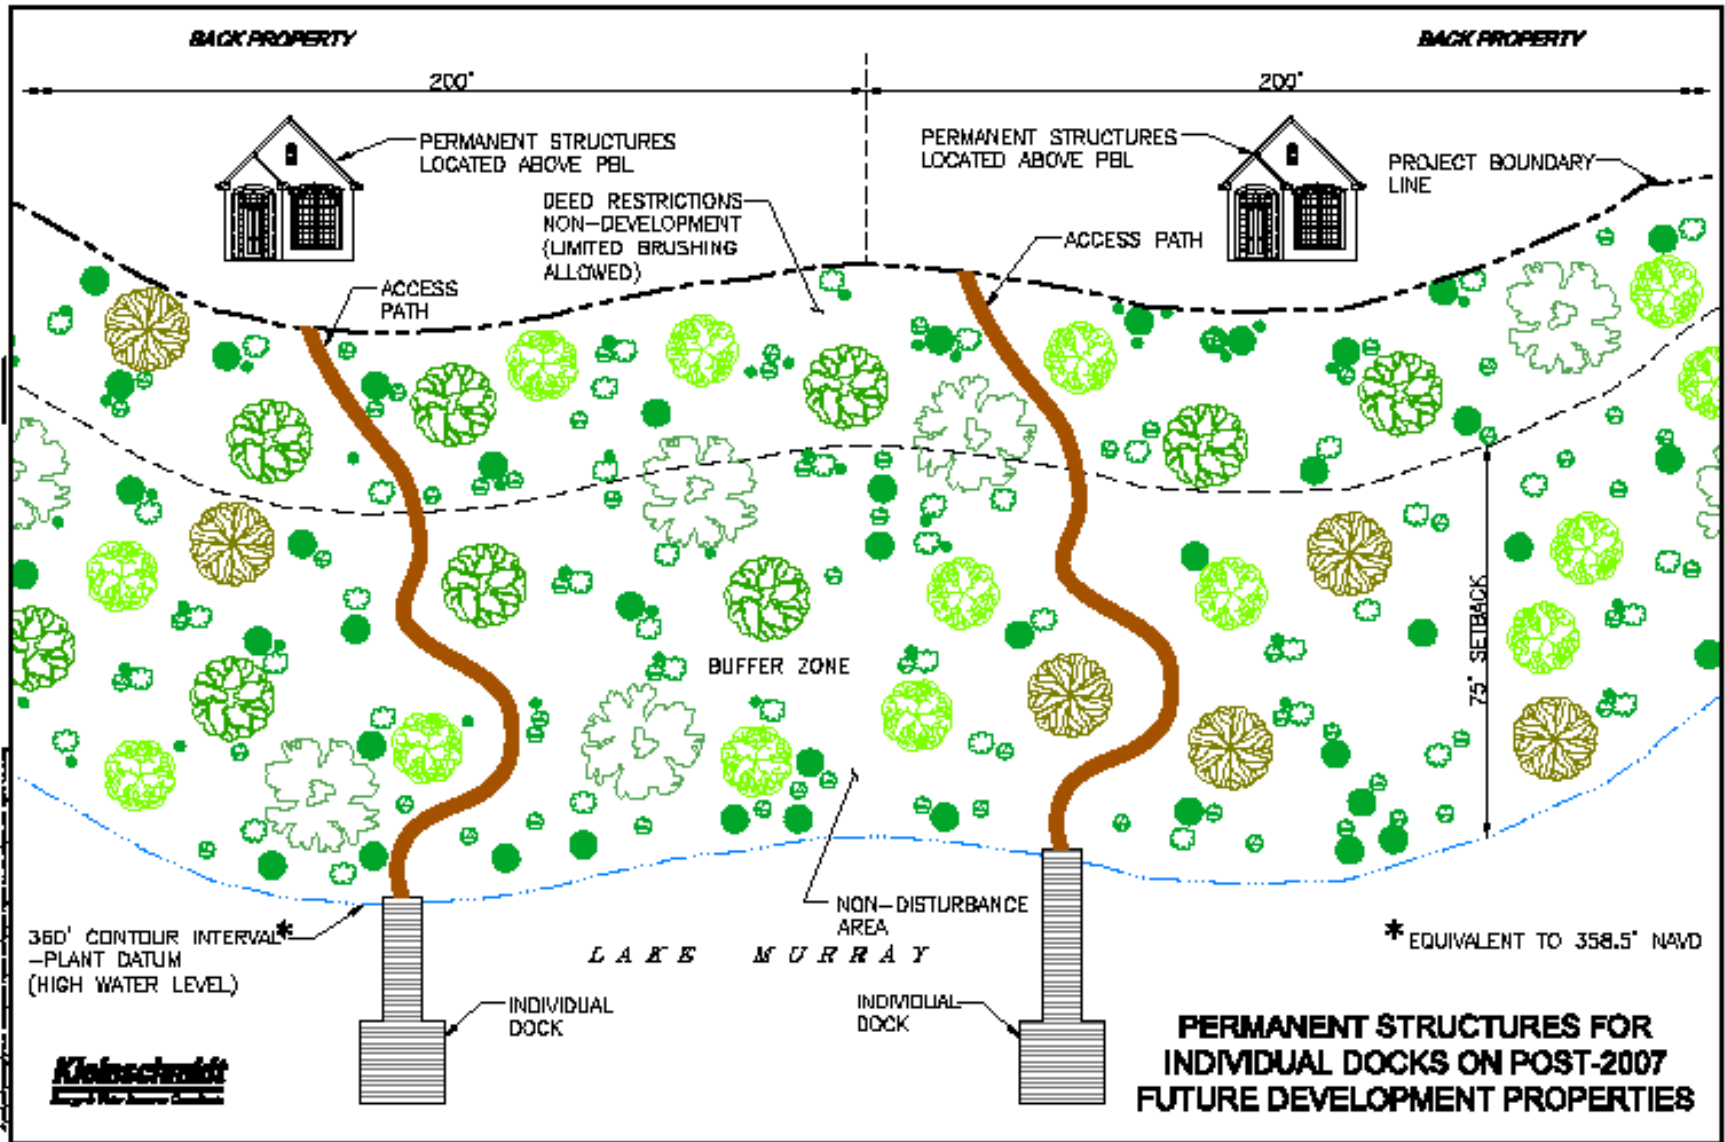 BACK PROPERTY
BACK PROPERTY
200'
200'
PERMANENT STRUCTURES
LOCATED ABOVE PBL
PERMANENT STRUCTURES
LOCATED ABOVE PBL
PROJECT BOUNDARY
LINE
DEED RESTRICTIONS
NON-DEVELOPMENT
(LIMITED BRUSHING
ALLOWED)
ACCESS PATH
ACCESS
PATH
75' SETBACK
BUFFER ZONE
NON-DISTURBANCE
AREA
360' CONTOUR INTERVAL*
-PLANT DATUM
(HIGH WATER LEVEL)
LAKE MURRAY
* EQUIVALENT TO 358.5' NAVD
INDIVIDUAL
DOCK
INDIVIDUAL
DOCK
PERMANENT STRUCTURES FOR
INDIVIDUAL DOCKS ON POST-2007
FUTURE DEVELOPMENT PROPERTIES
Kleinschmidt